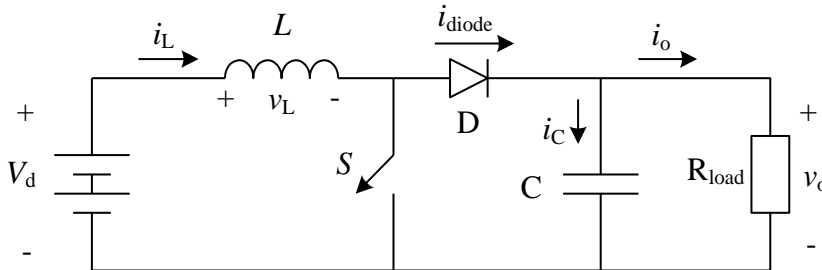 i_L
L
i_diode
i_o
+ v_L -
D
i_C
+
V_d
-
S
C
R_load
+
v_o
-